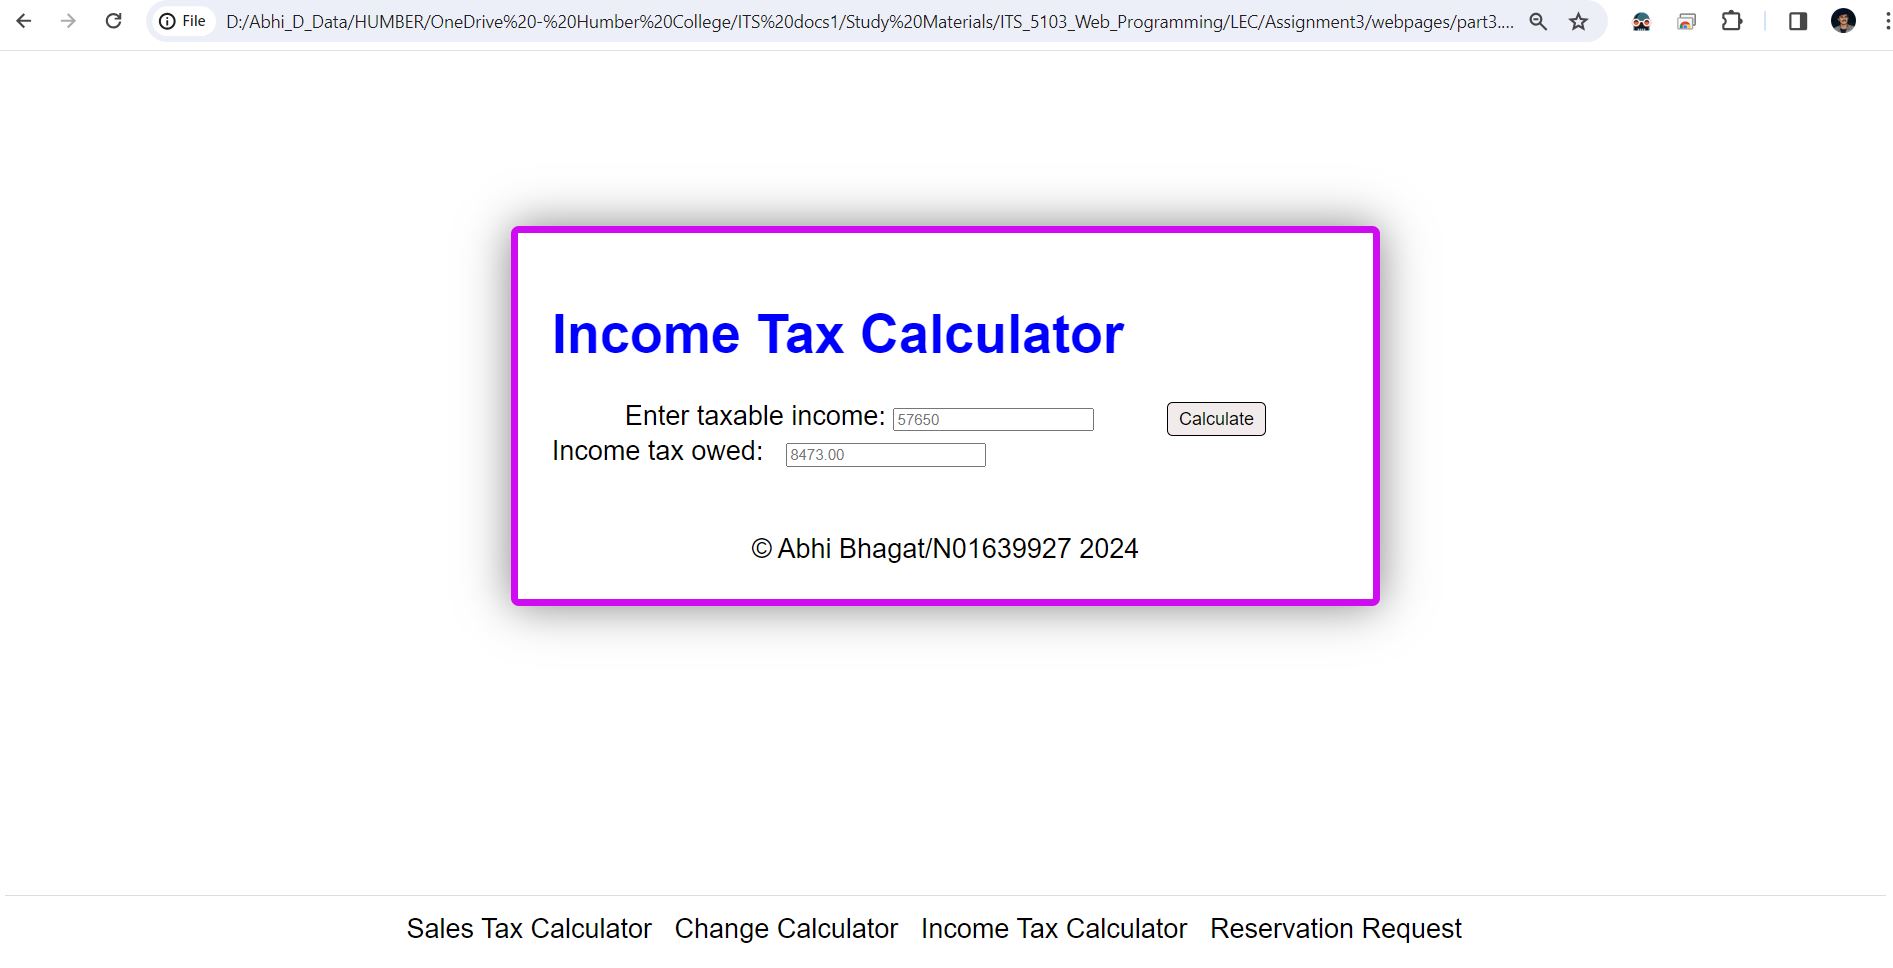 File D:/Abhi_D_Data/HUMBER/OneDrive%20-%20Humber%20College/ITS%20docs1/Study%20Materials/ITS_5103_Web_Programming/LEC/Assignment3/webpages/part3....
Income Tax Calculator
Enter taxable income: 57650 Calculate
Income tax owed: 8473.00
© Abhi Bhagat/N01639927 2024
Sales Tax Calculator Change Calculator Income Tax Calculator Reservation Request